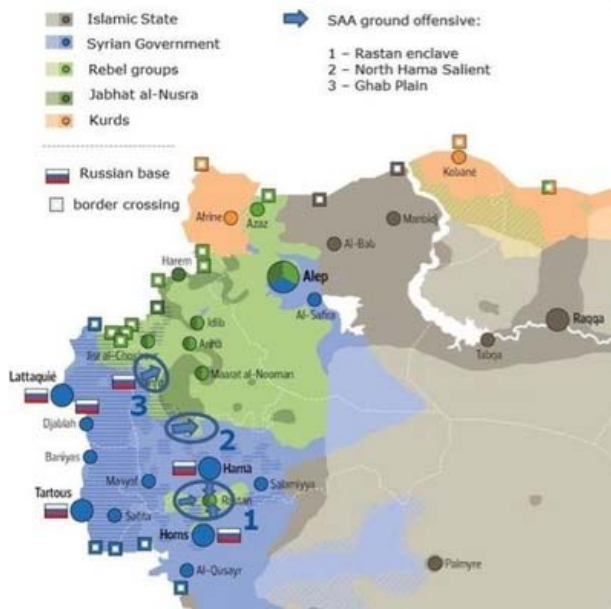 Islamic State
Syrian Government
Rebel groups
Jabhat al-Nusra
Kurds
Russian base
border crossing
SAA ground offensive:
1 – Rastan enclave
2 – North Hama Salient
3 – Ghab Plain
Kobané
Afrine
Azaz
Manbidj
Al-Bab
Harem
Alep
Al-Safira
Raqqa
Tabqa
Idlib
Ariha
Jisr al-Choghour
Maarat al-Nooman
Lattaquié
3
2
Djablah
Baniyas
Hama
Masyaf
Salamiyya
Tartous
Rastan
Safita
1
Homs
Palmyre
Al-Qusayr